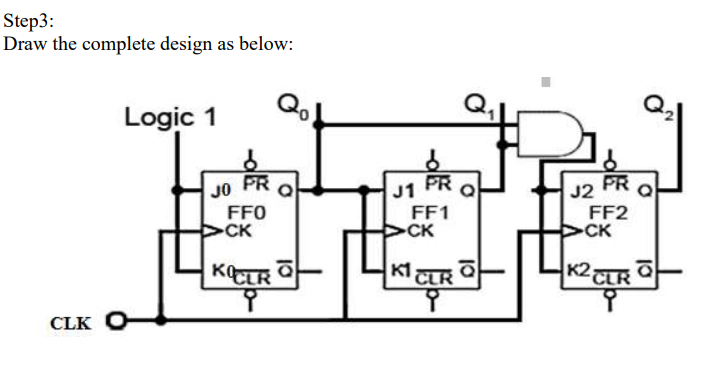 Step3:
Draw the complete design as below:
Logic 1 Q0 Q1 Q2
J0 PR Q J1 PR Q J2 PR Q
FF0 FF1 FF2
>CK >CK >CK
K0 CLR Q K1 CLR Q K2 CLR Q
CLK